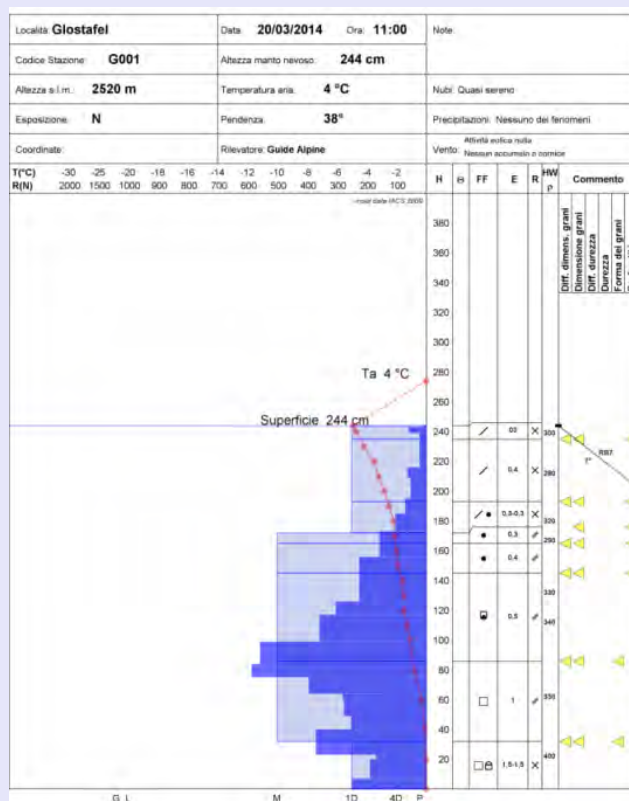 Località: Glostafel
Data: 20/03/2014 Ora: 11:00
Note:
Codice Stazione: G001
Altezza manto nevoso: 244 cm
Altezza s.l.m.: 2520 m
Temperatura aria: 4 °C
Nubi: Quasi sereno
Esposizione: N
Pendenza: 38°
Precipitazioni: Nessuno dei fenomeni
Coordinate:
Rilevatore: Guide Alpine
Vento: Attività eolica nulla
Nessun accumulo o cornice
T(°C) -30 -25 -20 -18 -16 -14 -12 -10 -8 -6 -4 -2
R(N) 2000 1500 1000 900 800 700 600 500 400 300 200 100
H FF E R HW Commento
ρ
Diff. dimens. grani
Dimensione grani
Diff. durezza
Durezza
Forma dei grani
380
360
340
320
300
Ta 4 °C 280
260
Superficie 244 cm
240 02 300
220 0,4 280
RB7
1°
200
180 0,3-0,3 320
0,3 290
160 0,4
140 330
120 0,5 340
100
80
60 1 350
40
20 1,5-1,5 400
G L M 1D 4D P